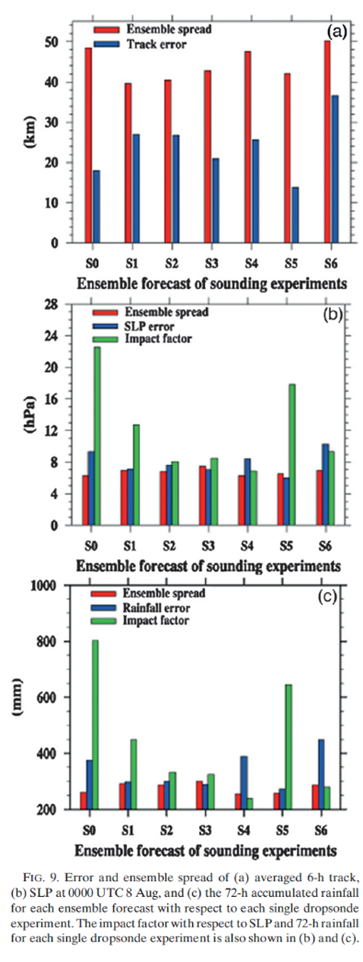 (a)
Ensemble spread
Track error
50
40
30
20
10
0
(km)
S0 S1 S2 S3 S4 S5 S6
Ensemble forecast of sounding experiments
(b)
Ensemble spread
SLP error
Impact factor
28
24
20
16
12
8
4
0
(hPa)
S0 S1 S2 S3 S4 S5 S6
Ensemble forecast of sounding experiments
(c)
Ensemble spread
Rainfall error
Impact factor
1000
800
600
400
200
(mm)
S0 S1 S2 S3 S4 S5 S6
Ensemble forecast of sounding experiments
FIG. 9. Error and ensemble spread of (a) averaged 6-h track,
(b) SLP at 0000 UTC 8 Aug, and (c) the 72-h accumulated rainfall
for each ensemble forecast with respect to each single dropsonde
experiment. The impact factor with respect to SLP and 72-h rainfall
for each single dropsonde experiment is also shown in (b) and (c).